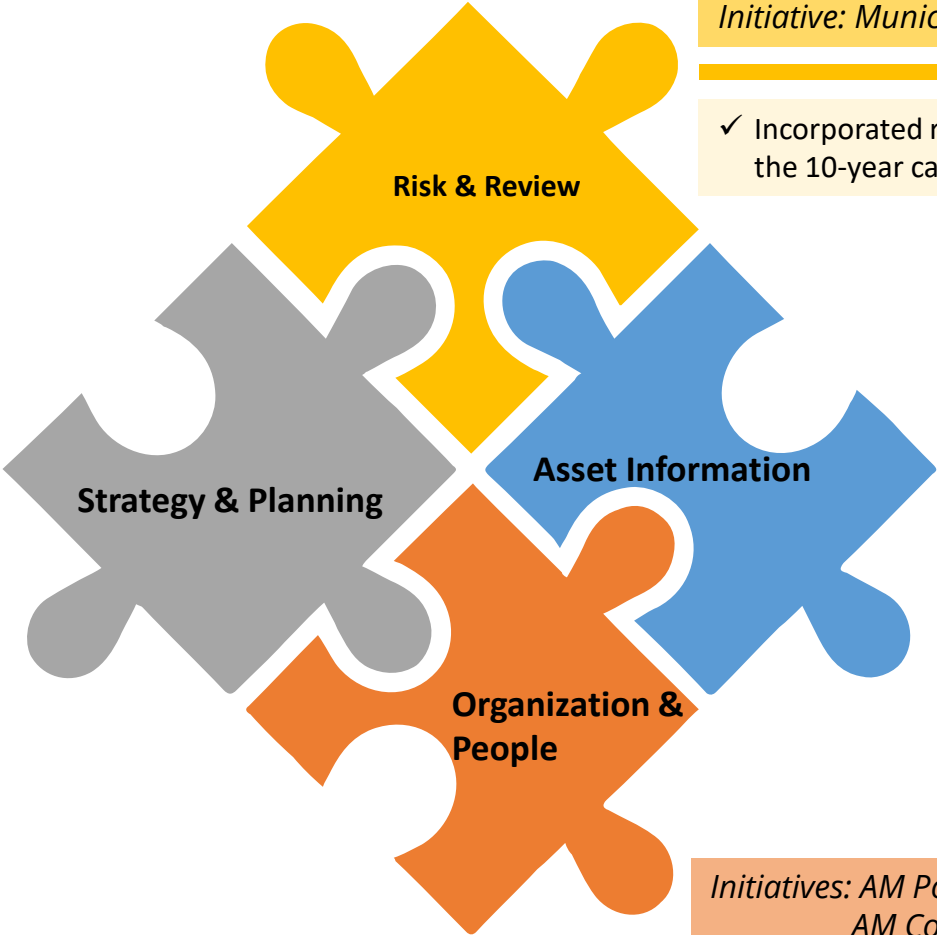 Initiative: Munic
✓ Incorporated
the 10-year ca
Risk & Review
Asset Information
Strategy & Planning
Organization &
People
Initiatives: AM Po
AM Co